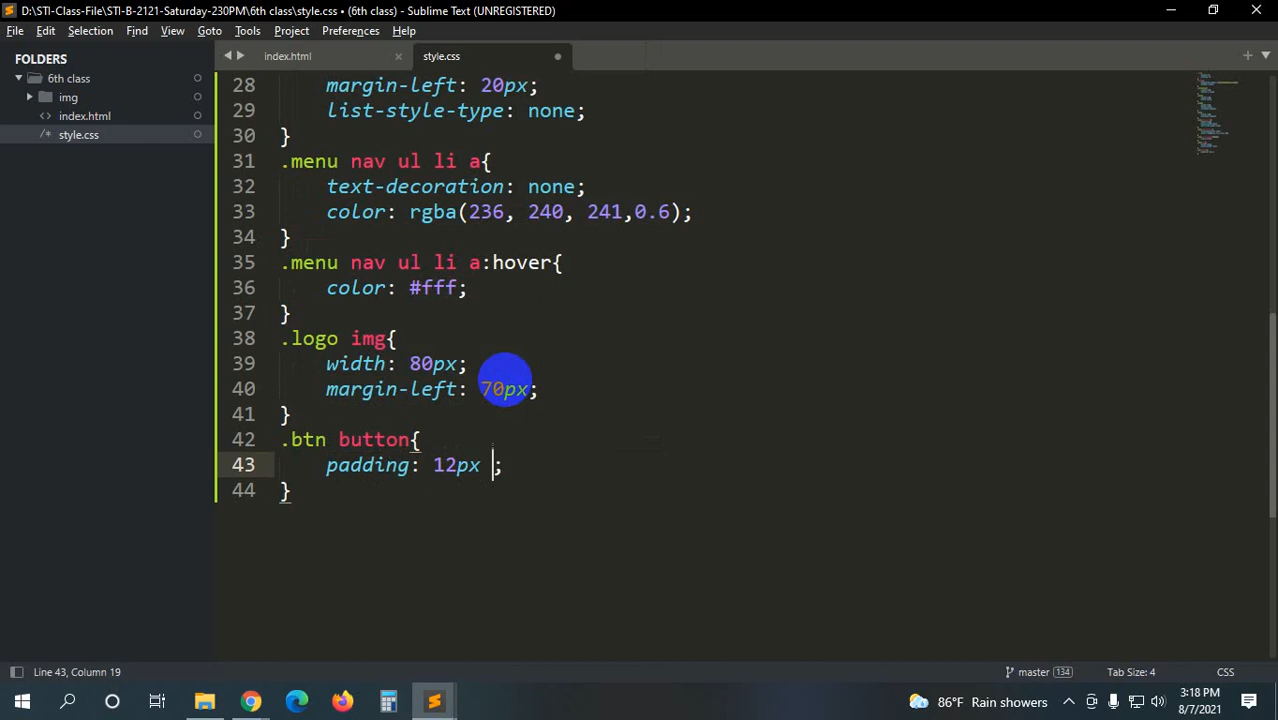 D:\STI-Class-File\STI-B-2121-Saturday-230PM\6th class\style.css • (6th class) - Sublime Text (UNREGISTERED)
File Edit Selection Find View Goto Tools Project Preferences Help
FOLDERS
6th class
img
index.html
style.css
index.html
style.css
28 margin-left: 20px;
29 list-style-type: none;
30 }
31 .menu nav ul li a{
32 text-decoration: none;
33 color: rgba(236, 240, 241,0.6);
34 }
35 .menu nav ul li a:hover{
36 color: #fff;
37 }
38 .logo img{
39 width: 80px;
40 margin-left: 70px;
41 }
42 .btn button{
43 padding: 12px ;
44 }
Line 43, Column 19
master 134
Tab Size: 4
CSS
86°F Rain showers
3:18 PM
8/7/2021